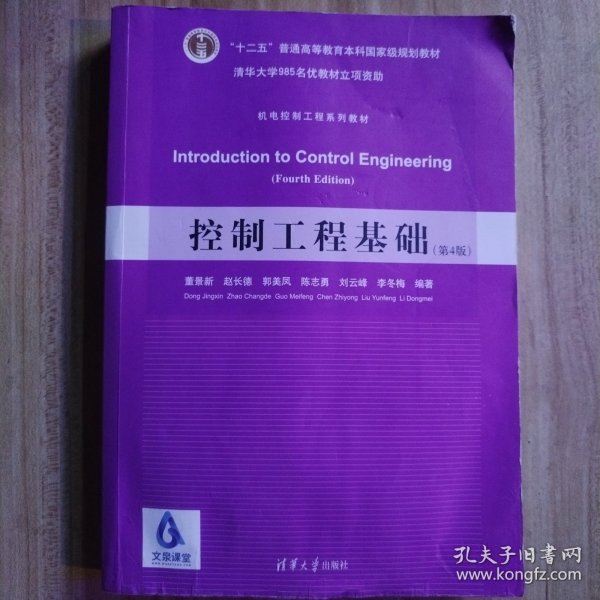 十二五
“十二五”普通高等教育本科国家级规划教材
清华大学985名优教材立项资助
机电控制工程系列教材
Introduction to Control Engineering
(Fourth Edition)
控制工程基础(第4版)
董景新 赵长德 郭美凤 陈志勇 刘云峰 李冬梅 编著
Dong Jingxin Zhao Changde Guo Meifeng Chen Zhiyong Liu Yunfeng Li Dongmei
文泉课堂
清华大学出版社
孔夫子旧书网
www.kongfz.com